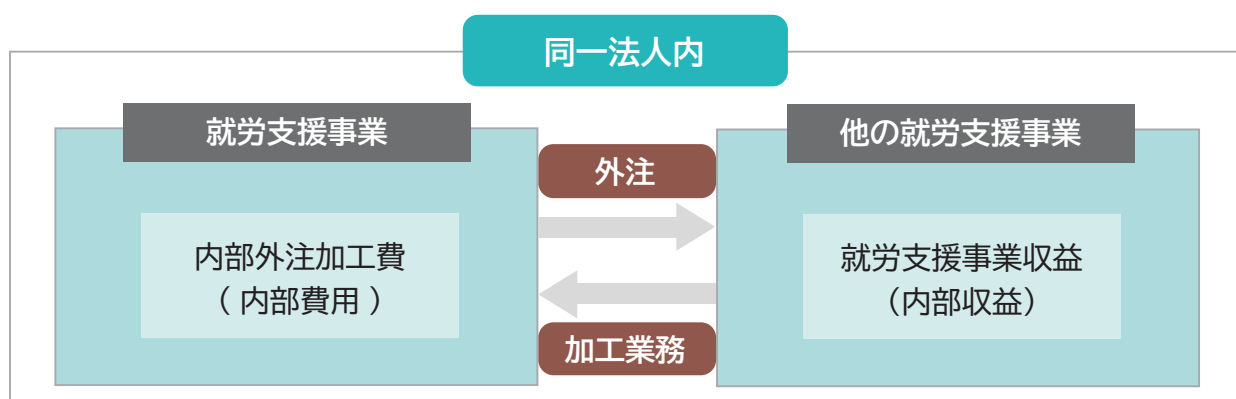 同一法人内
就労支援事業
他の就労支援事業
外注
内部外注加工費
（ 内部費用 ）
就労支援事業収益
（内部収益）
加工業務